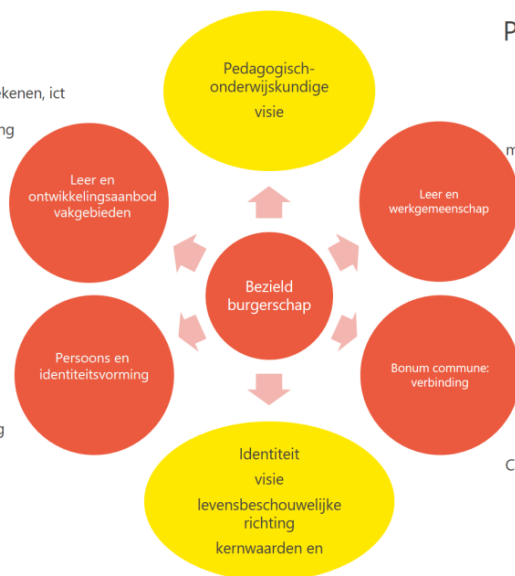 P
Pedagogisch-
onderwijskundige
visie
ekenen, ict
ng
m
Leer en
ontwikkelingsaanbod
vakgebieden
Leer en
werkgemeenschap
Bezield
burgerschap
Persoons en
identiteitsvorming
Bonum commune:
verbinding
g
Identiteit
visie
levensbeschouwelijke
richting
kernwaarden en
C